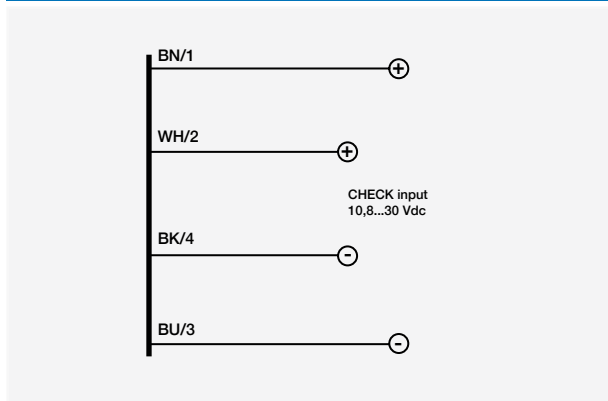 BN/1
+
WH/2
+
CHECK input
10,8...30 Vdc
BK/4
-
BU/3
-